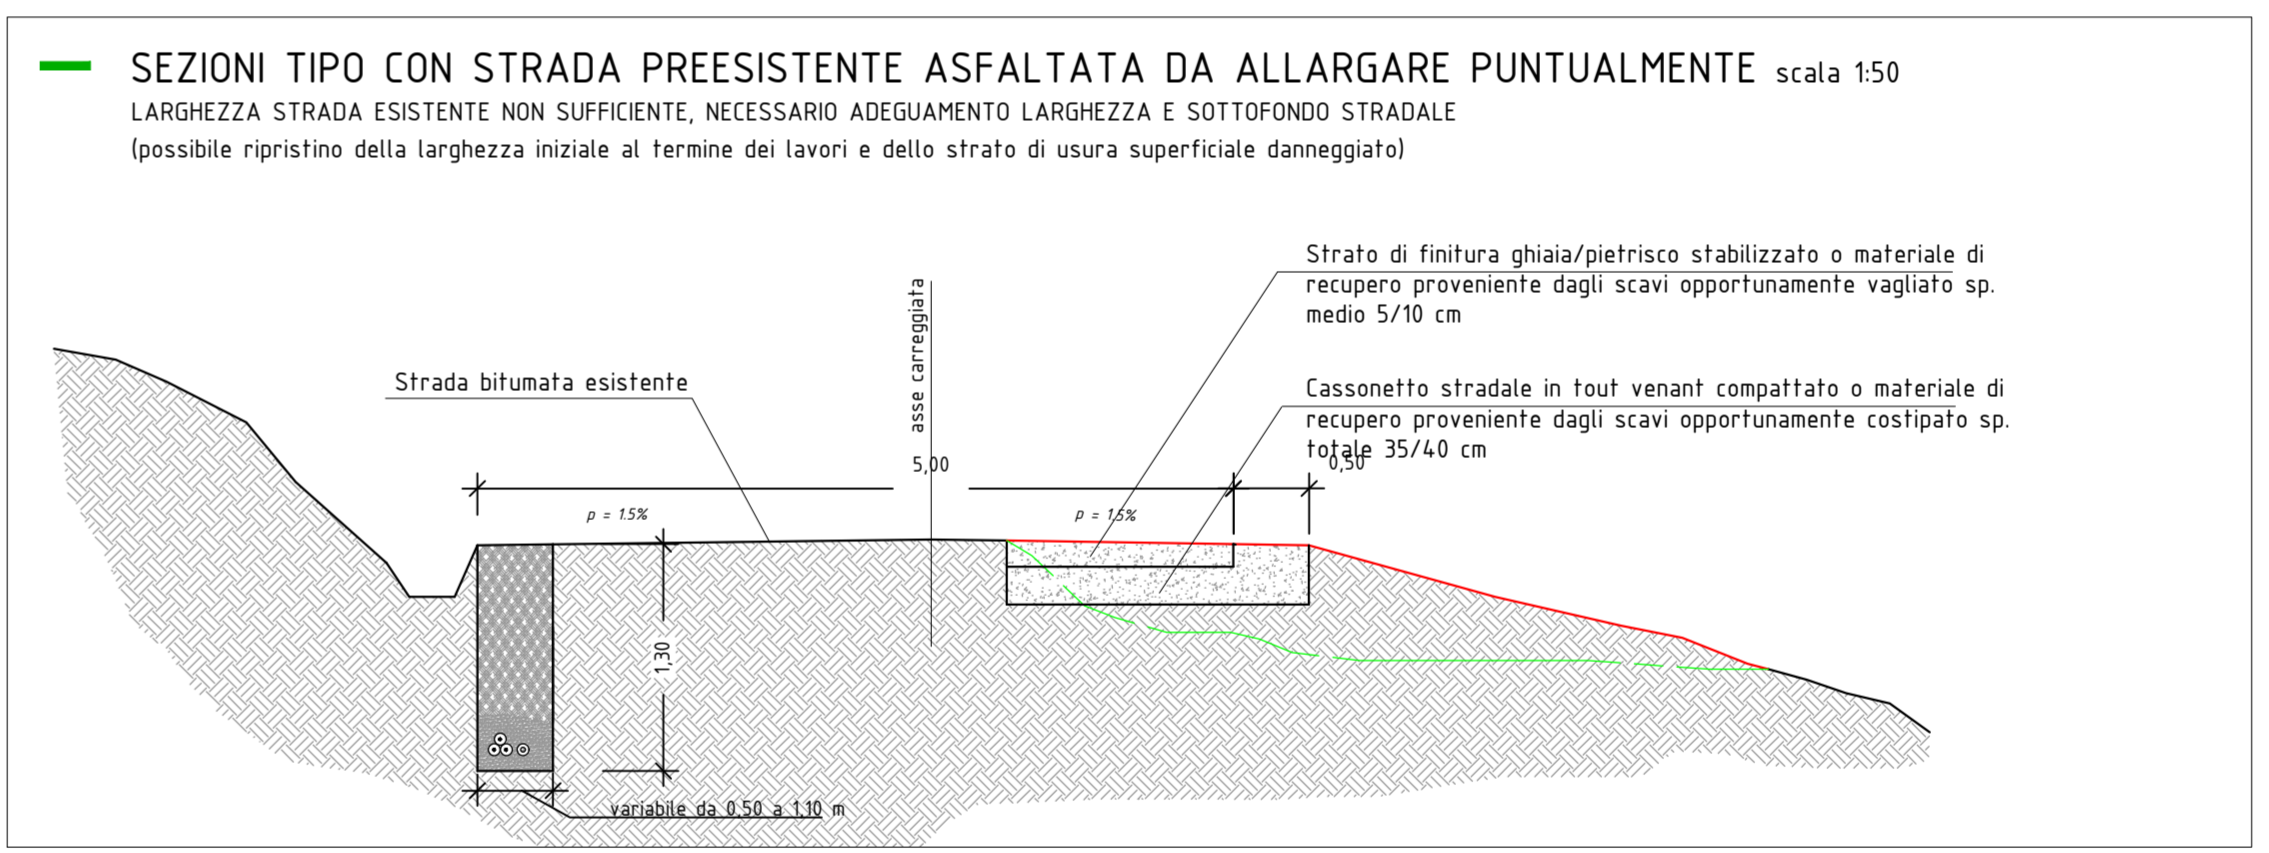 SEZIONI TIPO CON STRADA PREESISTENTE ASFALTATA DA ALLARGARE PUNTUALMENTE scala 1:50
LARGHEZZA STRADA ESISTENTE NON SUFFICIENTE, NECESSARIO ADEGUAMENTO LARGHEZZA E SOTTOFONDO STRADALE
(possibile ripristino della larghezza iniziale al termine dei lavori e dello strato di usura superficiale danneggiato)
Strato di finitura ghiaia/pietrisco stabilizzato o materiale di
recupero proveniente dagli scavi opportunamente vagliato sp.
medio 5/10 cm
asse carreggiata
Strada bitumata esistente
Cassonetto stradale in tout venant compattato o materiale di
recupero proveniente dagli scavi opportunamente costipato sp.
totale 35/40 cm
5,00
0,50
p = 1.5%
p = 1.5%
1,30
variabile da 0,50 a 1,10 m